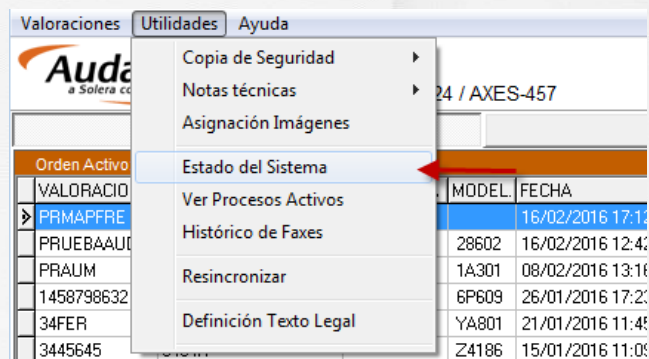 Valoraciones Utilidades Ayuda
Copia de Seguridad
Notas técnicas
Asignación Imágenes
Estado del Sistema
Ver Procesos Activos
Histórico de Faxes
Resincronizar
Definición Texto Legal
Auda
a Solera co
24 / AXES-457
Orden Activo
VALORACIO MODEL. FECHA
PRMAPFRE 16/02/2016 17:12
PRUEBAAUD 28602 16/02/2016 12:42
PRAUM 1A301 08/02/2016 13:16
1458798632 6P609 26/01/2016 17:23
34FER YA801 21/01/2016 11:45
3445645 Z4186 15/01/2016 11:09